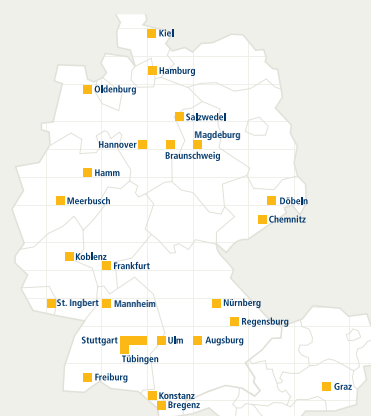 Kiel
Hamburg
Oldenburg
Salzwedel
Magdeburg
Hannover
Braunschweig
Hamm
Meerbusch
Döbeln
Chemnitz
Koblenz
Frankfurt
St. Ingbert
Mannheim
Nürnberg
Regensburg
Stuttgart
Ulm
Augsburg
Tübingen
Freiburg
Graz
Konstanz
Bregenz